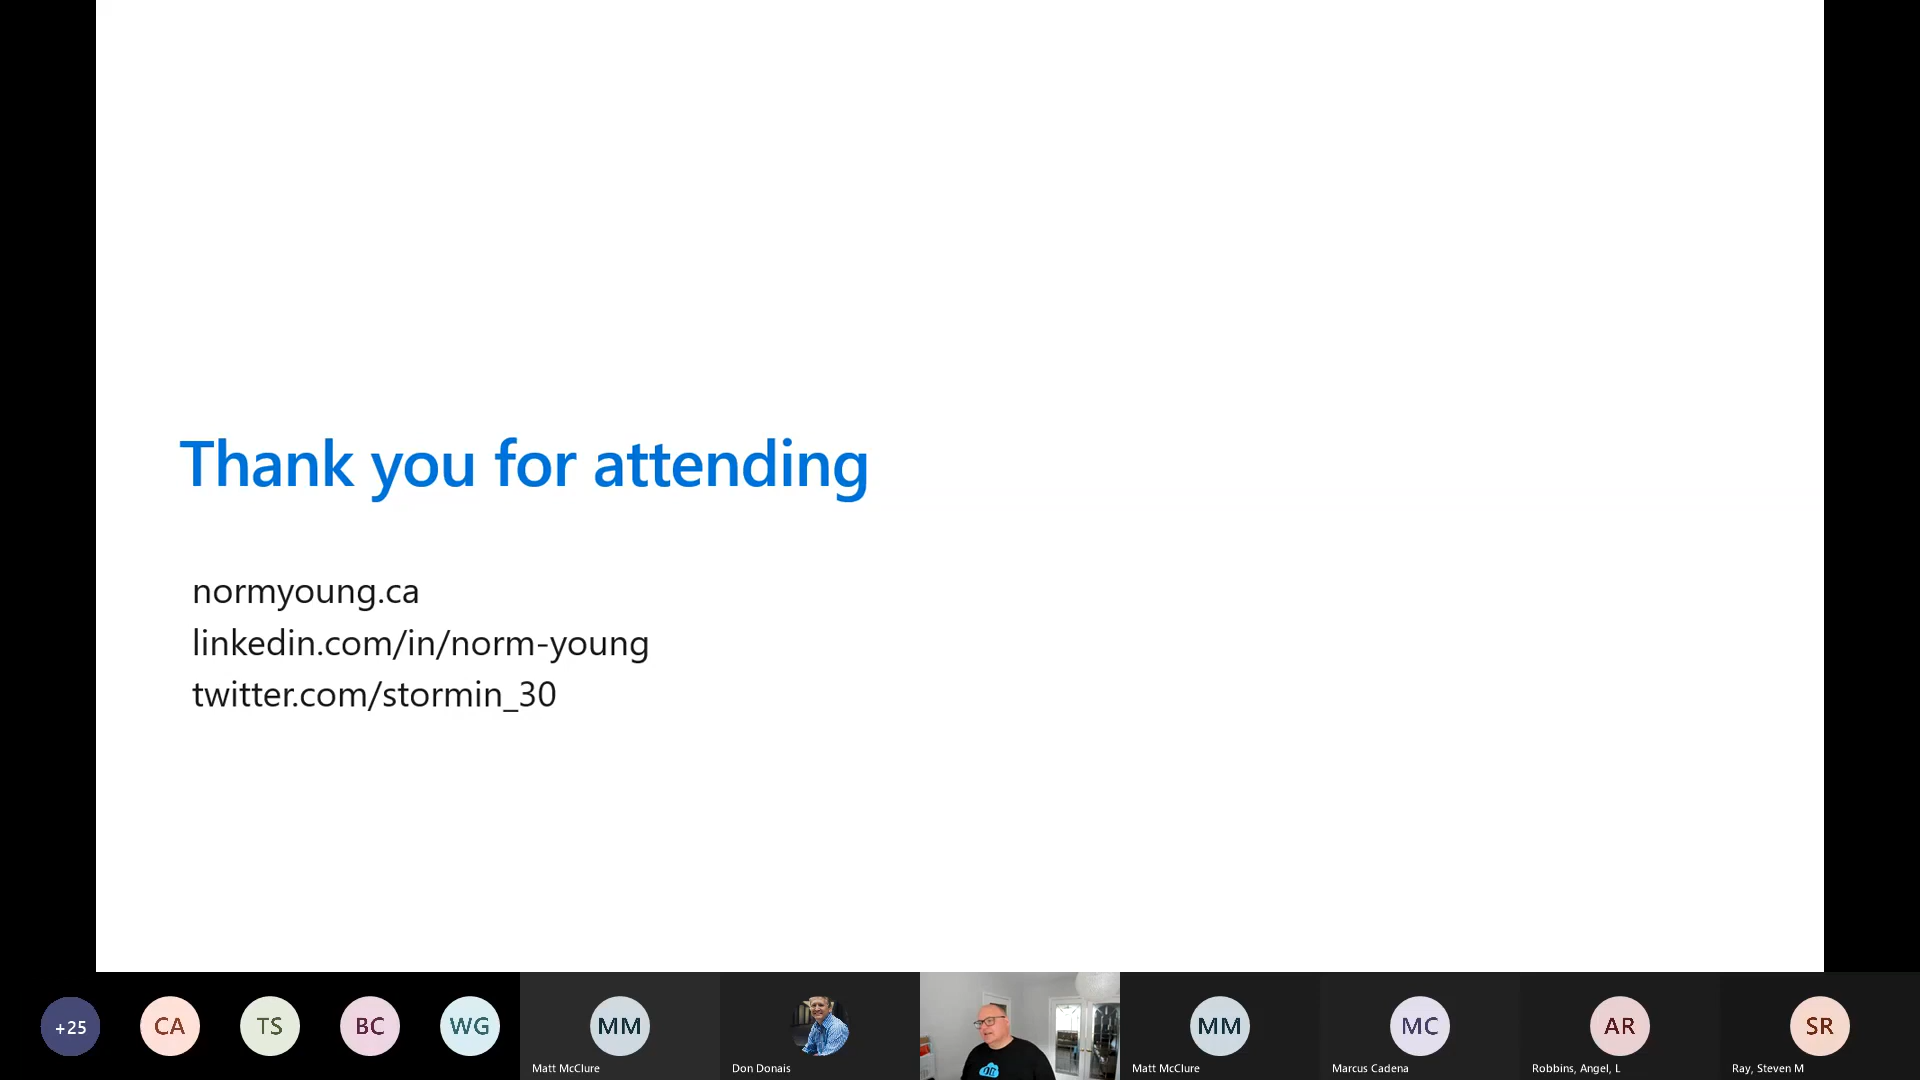 Thank you for attending
normyoung.ca
linkedin.com/in/norm-young
twitter.com/stormin_30
+25
CA
TS
BC
WG
MM
Matt McClure
Don Donais
MM
Matt McClure
MC
Marcus Cadena
AR
Robbins, Angel, L
SR
Ray, Steven M